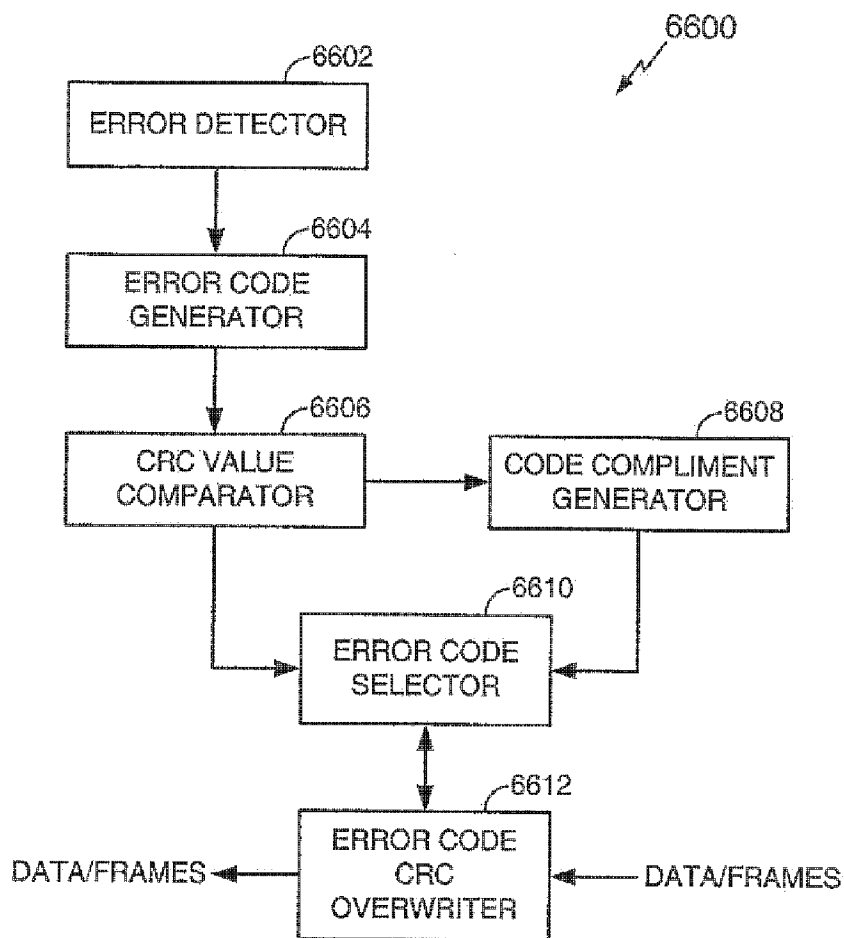 6600
6602
ERROR DETECTOR
6604
ERROR CODE
GENERATOR
6606
CRC VALUE
COMPARATOR
6608
CODE COMPLIMENT
GENERATOR
6610
ERROR CODE
SELECTOR
6612
ERROR CODE
CRC
OVERWRITER
DATA/FRAMES
DATA/FRAMES